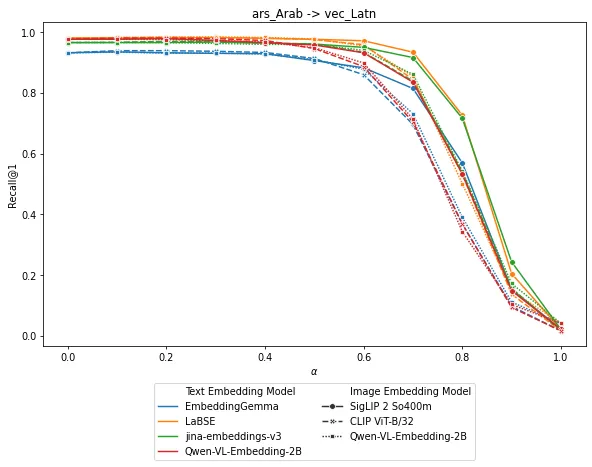 ars_Arab -> vec_Latn
Recall@1
1.0
0.8
0.6
0.4
0.2
0.0
0.0 0.2 0.4 0.6 0.8 1.0
α
Text Embedding Model
EmbeddingGemma
LaBSE
jina-embeddings-v3
Qwen-VL-Embedding-2B
Image Embedding Model
SigLIP 2 So400m
CLIP ViT-B/32
Qwen-VL-Embedding-2B